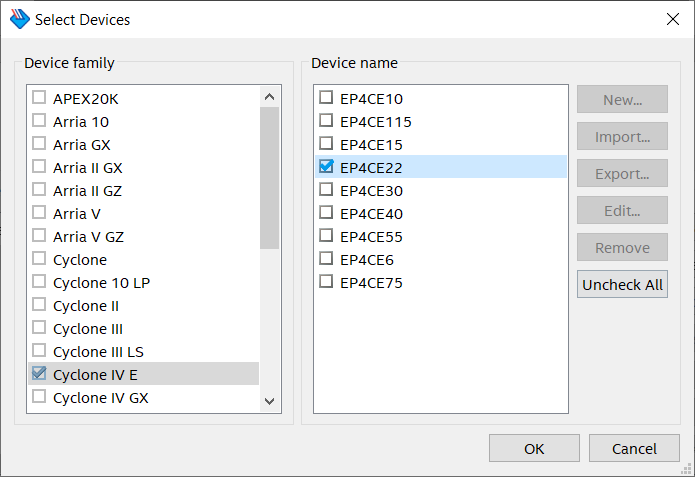 Select Devices
Device family
APEX20K
Arria 10
Arria GX
Arria II GX
Arria II GZ
Arria V
Arria V GZ
Cyclone
Cyclone 10 LP
Cyclone II
Cyclone III
Cyclone III LS
Cyclone IV E
Cyclone IV GX
Device name
EP4CE10
EP4CE115
EP4CE15
EP4CE22
EP4CE30
EP4CE40
EP4CE55
EP4CE6
EP4CE75
New...
Import...
Export...
Edit...
Remove
Uncheck All
OK
Cancel